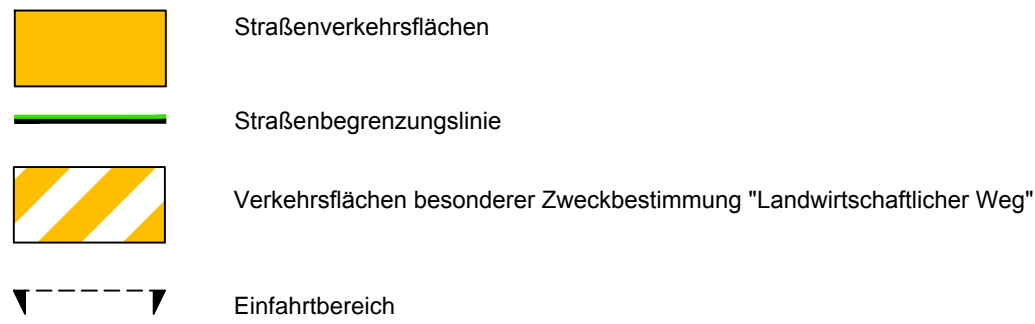 Straßenverkehrsflächen
Straßenbegrenzungslinie
Verkehrsflächen besonderer Zweckbestimmung "Landwirtschaftlicher Weg"
Einfahrtbereich